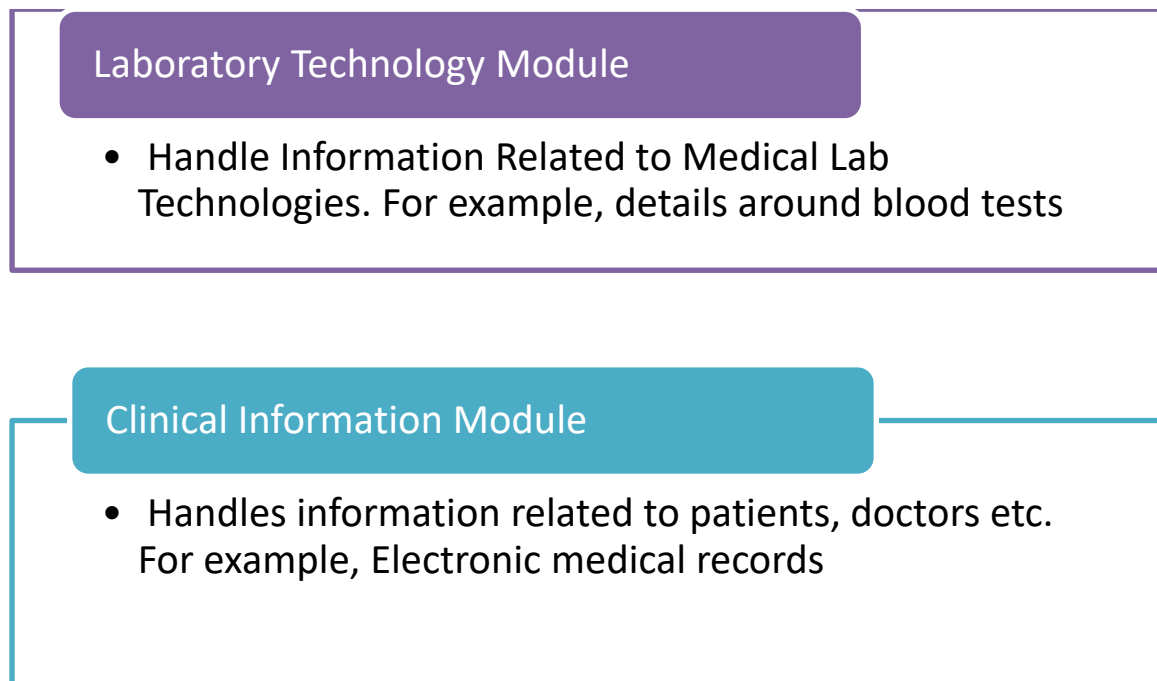 Laboratory Technology Module
• Handle Information Related to Medical Lab
Technologies. For example, details around blood tests
Clinical Information Module
• Handles information related to patients, doctors etc.
For example, Electronic medical records